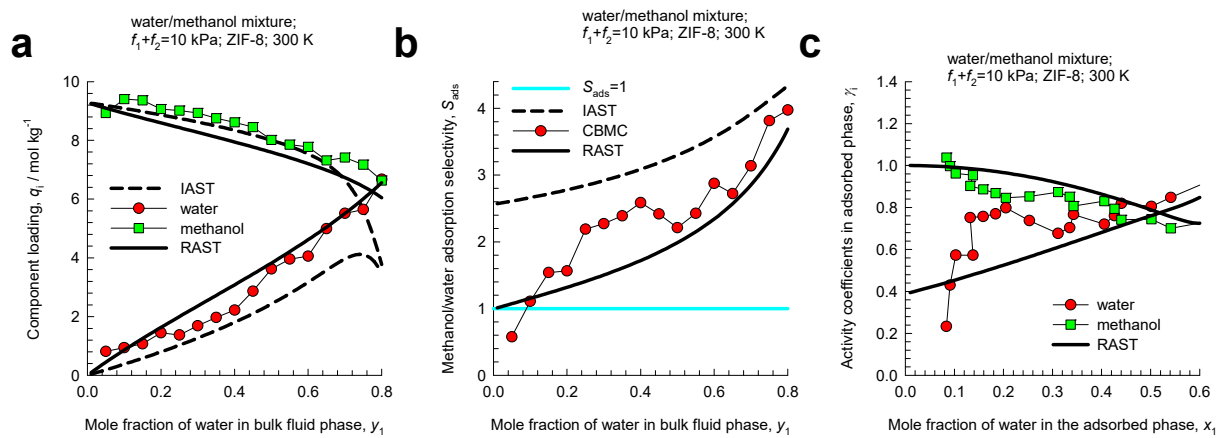 a
water/methanol mixture;
f₁+f₂=10 kPa; ZIF-8; 300 K
Component loading, qᵢ / mol kg⁻¹
10
8
6
4
2
0
IAST
water
methanol
RAST
0.0 0.2 0.4 0.6 0.8
Mole fraction of water in bulk fluid phase, y₁
b
water/methanol mixture;
f₁+f₂=10 kPa; ZIF-8; 300 K
Methanol/water adsorption selectivity, S_ads
4
3
2
1
0
S_ads=1
IAST
CBMC
RAST
0.0 0.2 0.4 0.6 0.8
Mole fraction of water in bulk fluid phase, y₁
c
water/methanol mixture;
f₁+f₂=10 kPa; ZIF-8; 300 K
Activity coefficients in adsorbed phase, γᵢ
1.4
1.2
1.0
0.8
0.6
0.4
0.2
0.0
water
methanol
RAST
0.0 0.1 0.2 0.3 0.4 0.5 0.6
Mole fraction of water in the adsorbed phase, x₁